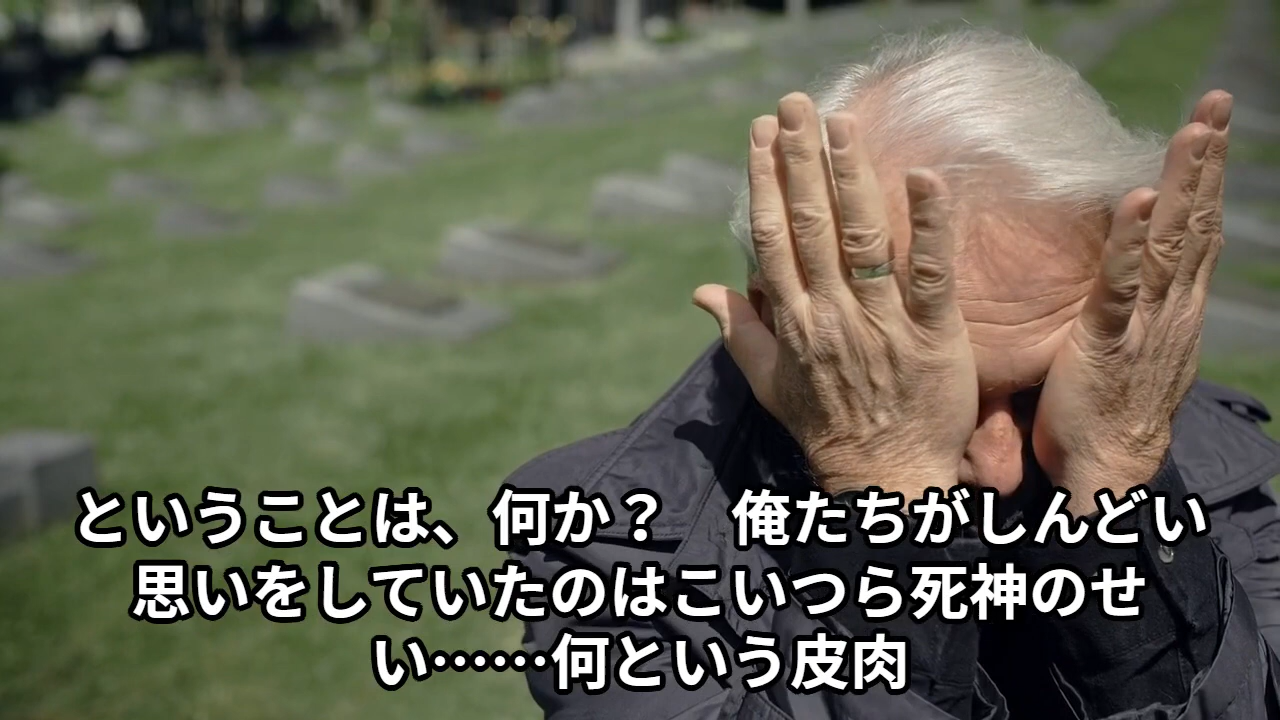 ということは、何か？　俺たちがしんどい
思いをしていたのはこいつら死神のせ
い……何という皮肉